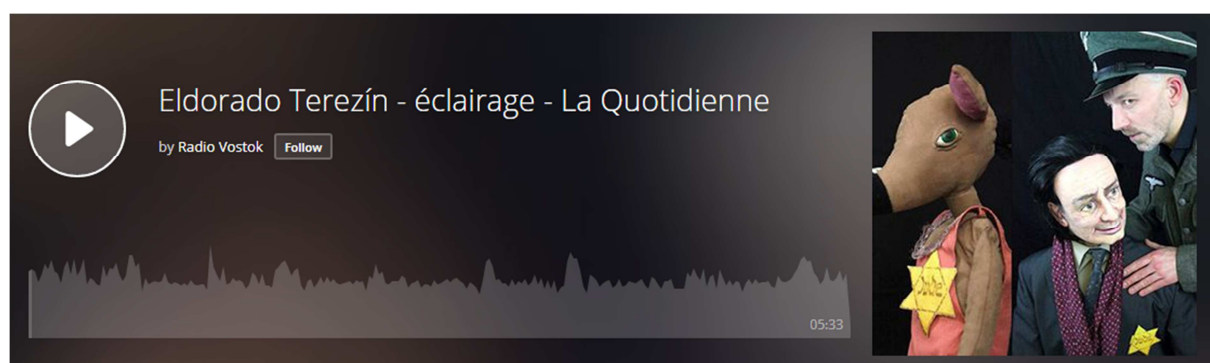 Eldorado Terezín - éclairage - La Quotidienne
by Radio Vostok Follow
05:33